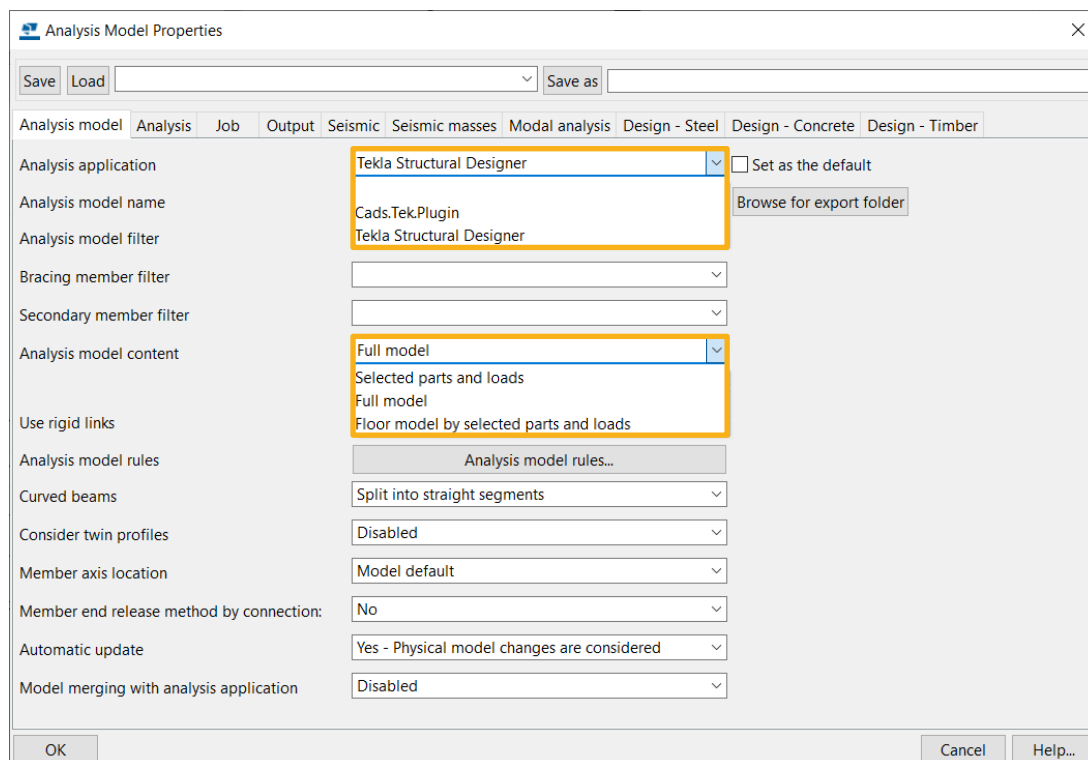 Analysis Model Properties
Save Load Save as
Analysis model Analysis Job Output Seismic Seismic masses Modal analysis Design - Steel Design - Concrete Design - Timber
Analysis application Tekla Structural Designer Set as the default
Analysis model name Browse for export folder
Cads.Tek.Plugin
Analysis model filter Tekla Structural Designer
Bracing member filter
Secondary member filter
Analysis model content Full model
Selected parts and loads
Full model
Use rigid links Floor model by selected parts and loads
Analysis model rules Analysis model rules...
Curved beams Split into straight segments
Consider twin profiles Disabled
Member axis location Model default
Member end release method by connection: No
Automatic update Yes - Physical model changes are considered
Model merging with analysis application Disabled
OK Cancel Help...